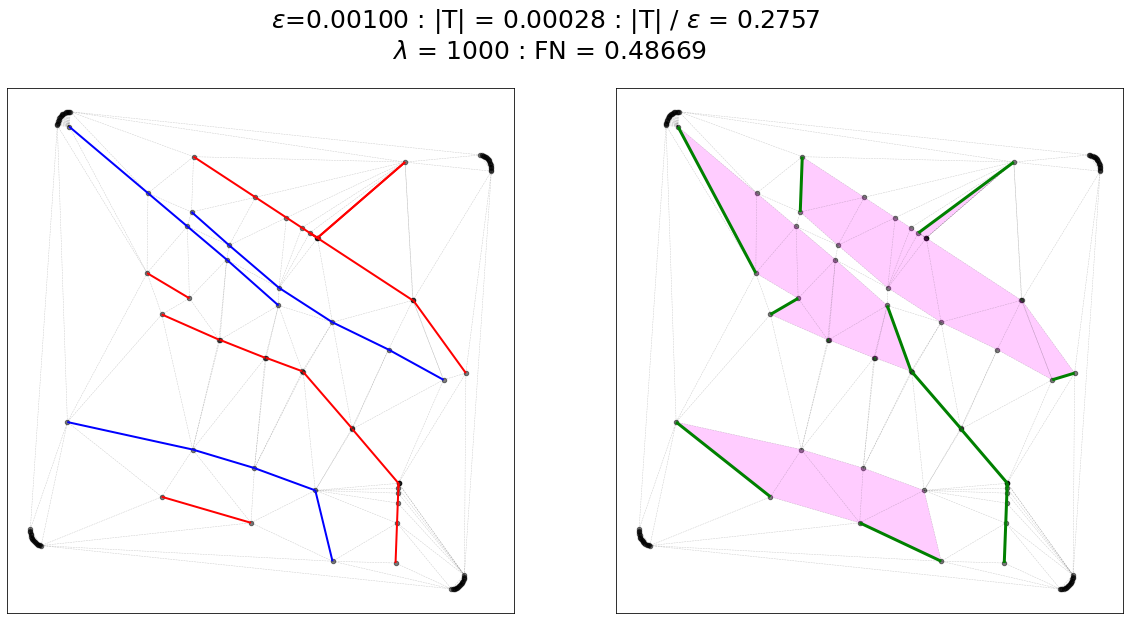 ε=0.00100 : |T| = 0.00028 : |T| / ε = 0.2757
λ = 1000 : FN = 0.48669